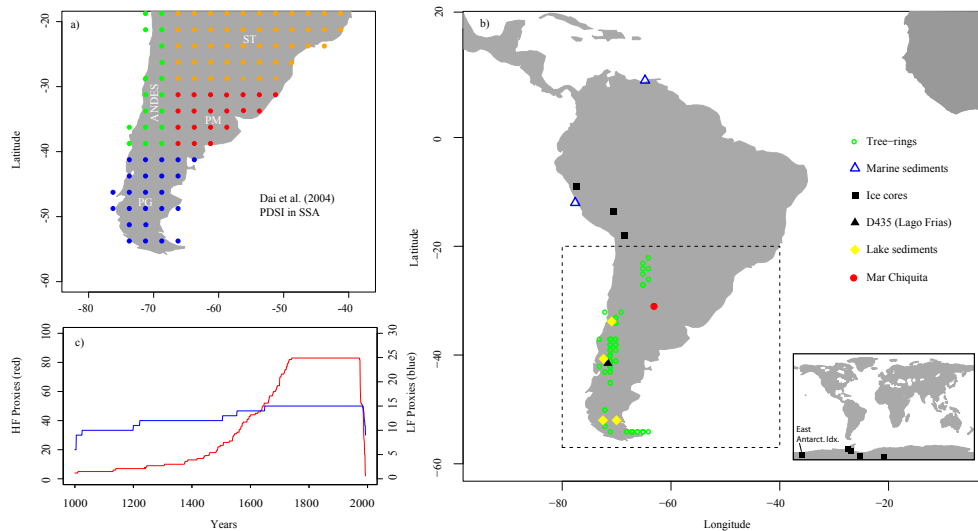 a)
ST
ANDES
PM
PG
Dai et al. (2004)
PDSI in SSA
Latitude
-20
-30
-40
-50
-60
-80
-70
-60
-50
-40
c)
HF Proxies (red)
0
20
40
60
80
100
LF Proxies (blue)
0
5
10
15
20
25
30
1000
1200
1400
1600
1800
2000
Years
b)
Latitude
20
0
−20
−40
−60
−80
−60
−40
−20
Longitude
Tree−rings
Marine sediments
Ice cores
D435 (Lago Frias)
Lake sediments
Mar Chiquita
East
Antarct. Idx.